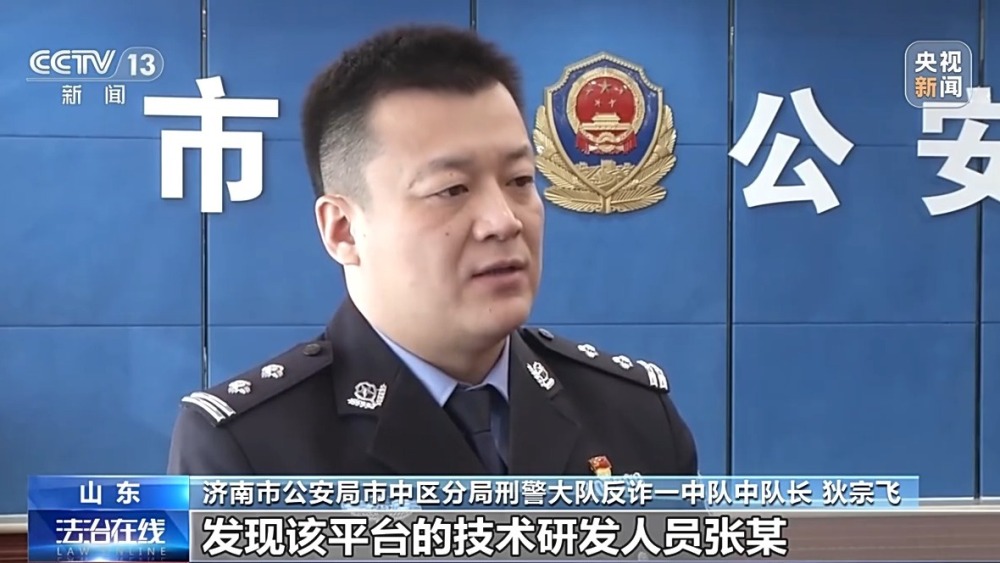 CCTV 13
新闻
央视
新闻
市 公安
山东
济南市公安局市中区分局刑警大队反诈一中队中队长 狄宗飞
法治在线
LAW ONLINE
发现该平台的技术研发人员张某